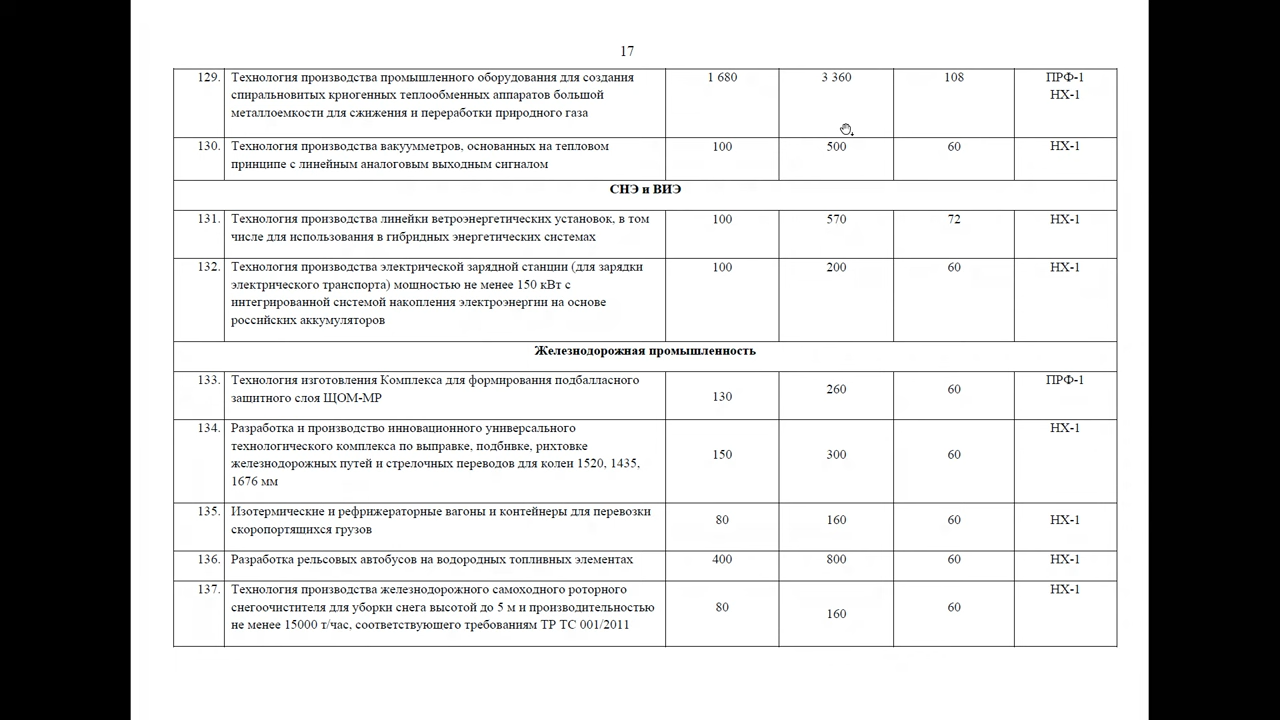 17
129. Технология производства промышленного оборудования для создания 1 680 3 360 108 ПРФ-1
спиральновитых криогенных теплообменных аппаратов большой НХ-1
металлоемкости для сжижения и переработки природного газа
130. Технология производства вакуумметров, основанных на тепловом 100 500 60 НХ-1
принципе с линейным аналоговым выходным сигналом
СНЭ и ВИЭ
131. Технология производства линейки ветроэнергетических установок, в том 100 570 72 НХ-1
числе для использования в гибридных энергетических системах
132. Технология производства электрической зарядной станции (для зарядки 100 200 60 НХ-1
электрического транспорта) мощностью не менее 150 кВт с
интегрированной системой накопления электроэнергии на основе
российских аккумуляторов
Железнодорожная промышленность
133. Технология изготовления Комплекса для формирования подбалласного 130 260 60 ПРФ-1
защитного слоя ЩОМ-МР
134. Разработка и производство инновационного универсального 150 300 60 НХ-1
технологического комплекса по выправке, подбивке, рихтовке
железнодорожных путей и стрелочных переводов для колеи 1520, 1435,
1676 мм
135. Изотермические и рефрижераторные вагоны и контейнеры для перевозки 80 160 60 НХ-1
скоропортящихся грузов
136. Разработка рельсовых автобусов на водородных топливных элементах 400 800 60 НХ-1
137. Технология производства железнодорожного самоходного роторного 80 160 60 НХ-1
снегоочистителя для уборки снега высотой до 5 м и производительностью
не менее 15000 т/час, соответствующего требованиям ТР ТС 001/2011